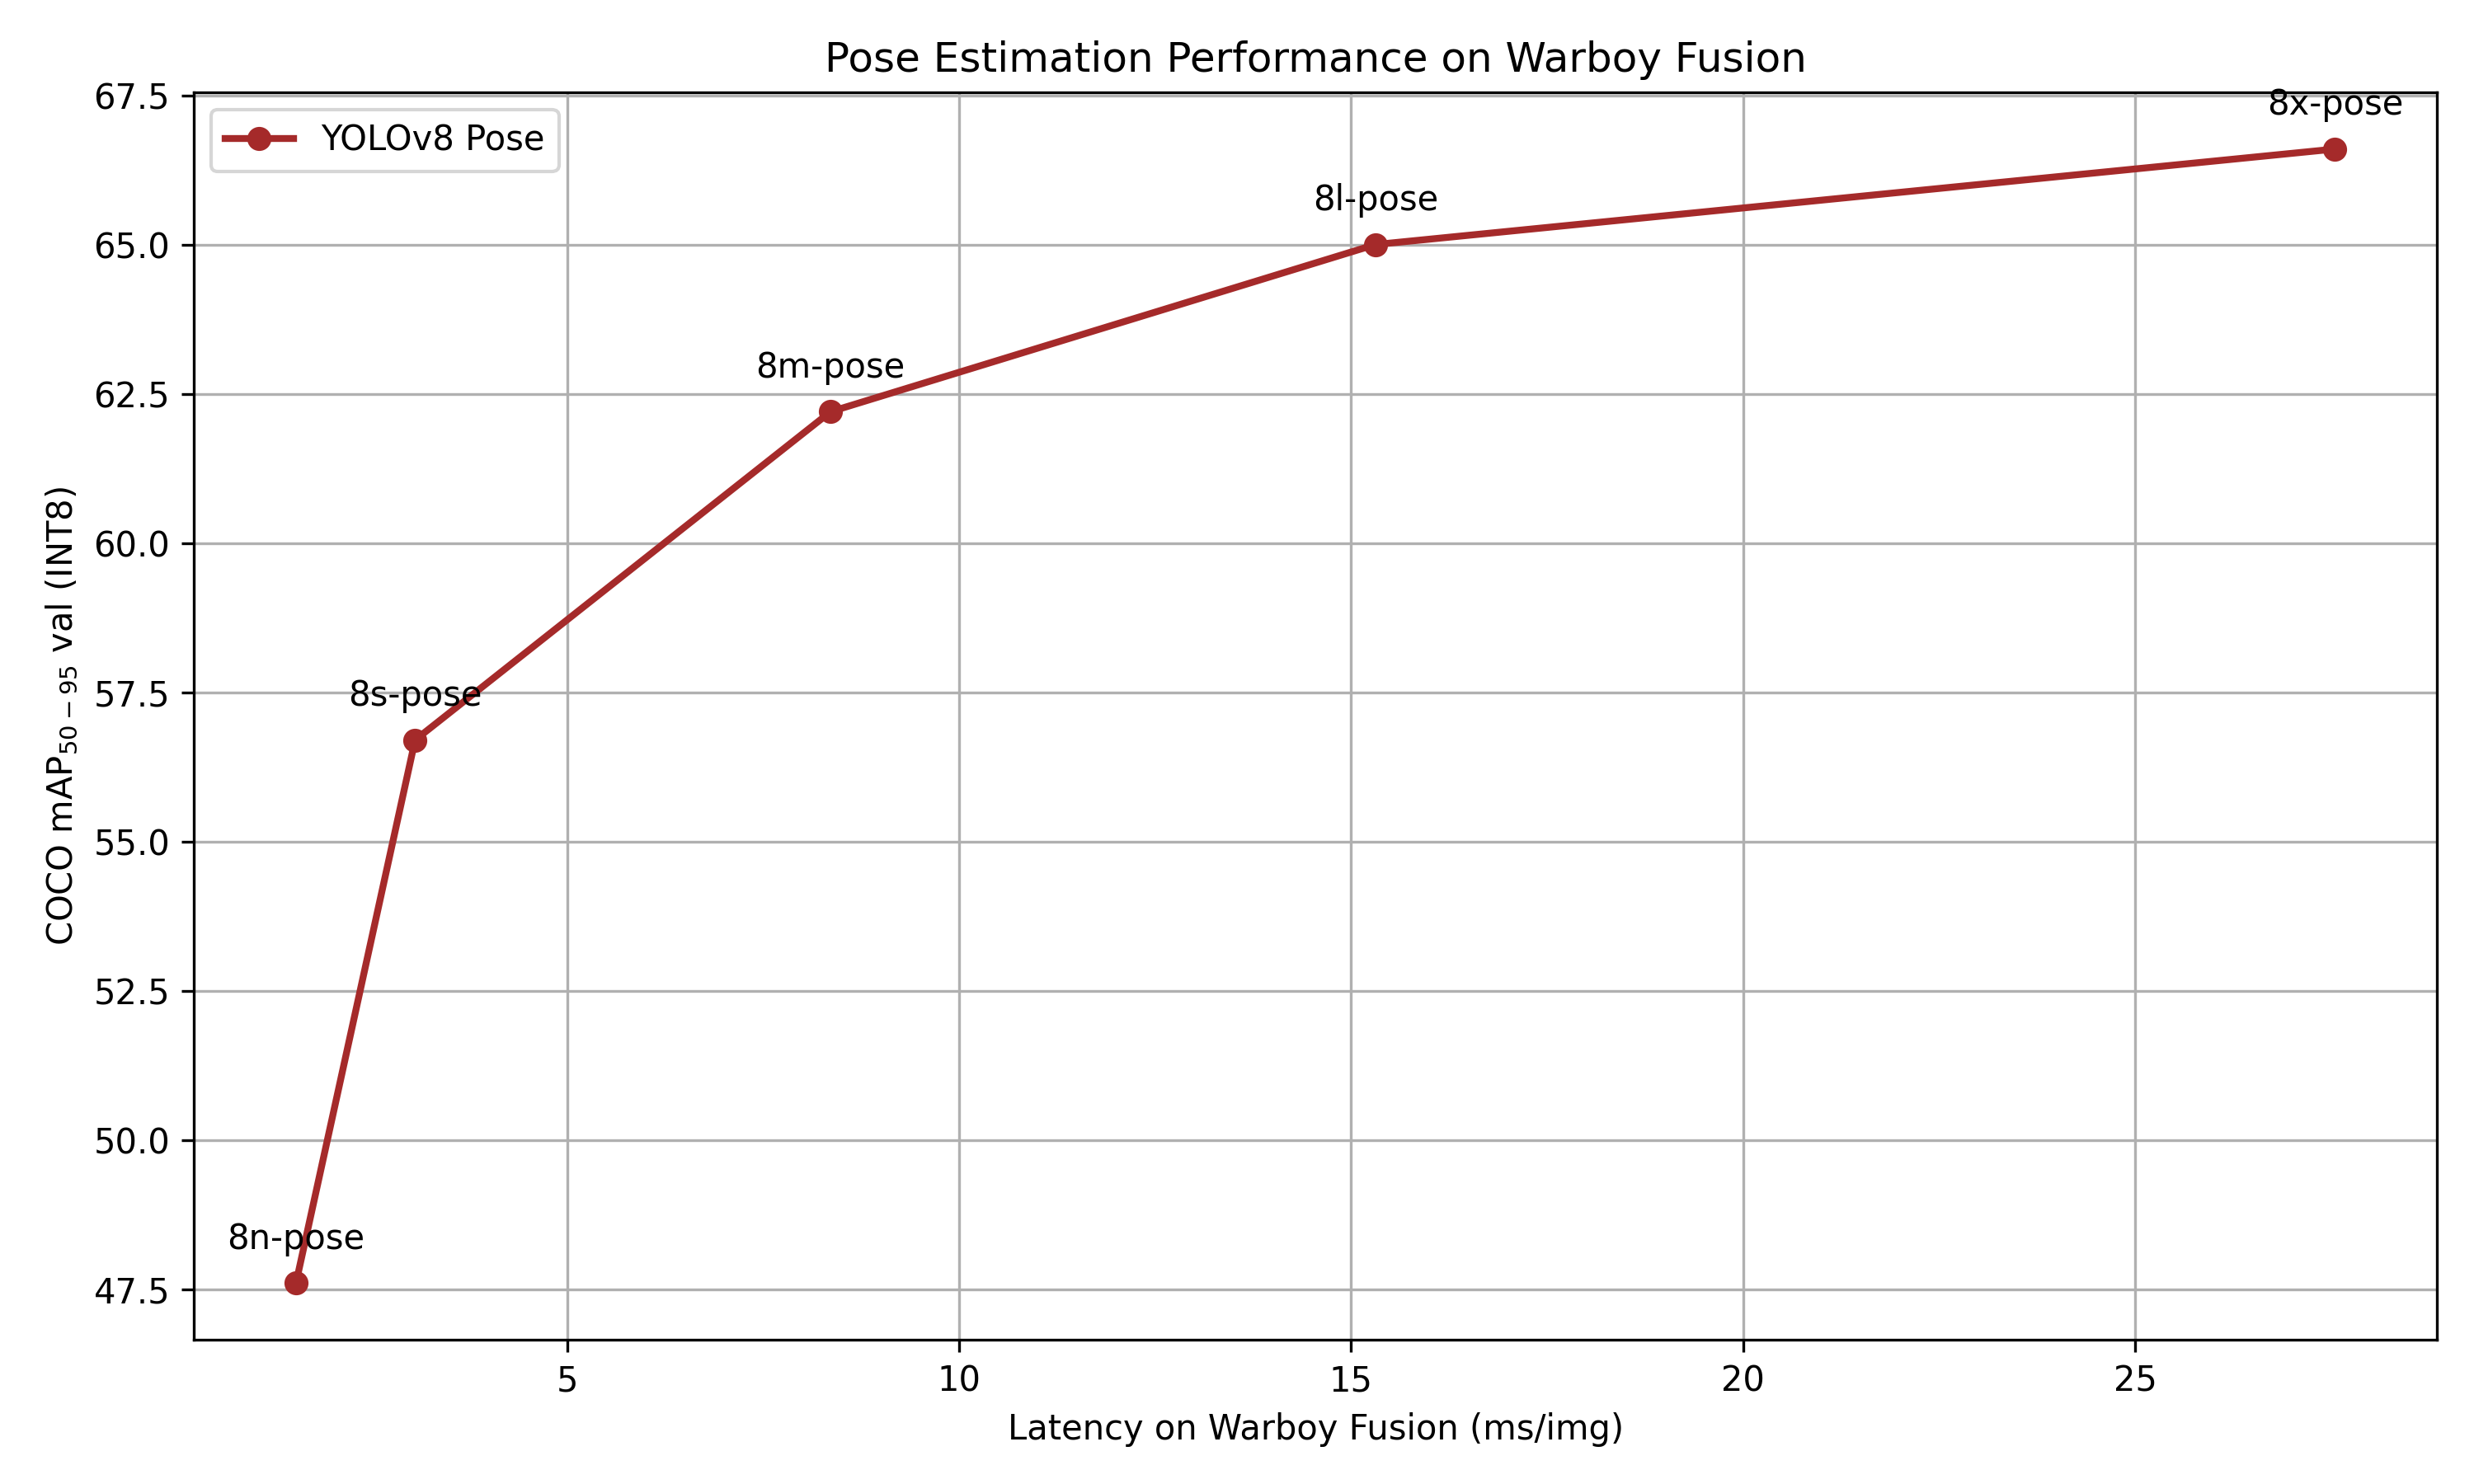 Pose Estimation Performance on Warboy Fusion
YOLOv8 Pose
8x-pose
8l-pose
8m-pose
8s-pose
8n-pose
67.5
65.0
62.5
60.0
57.5
55.0
52.5
50.0
47.5
COCO mAP50−95 val (INT8)
5 10 15 20 25
Latency on Warboy Fusion (ms/img)